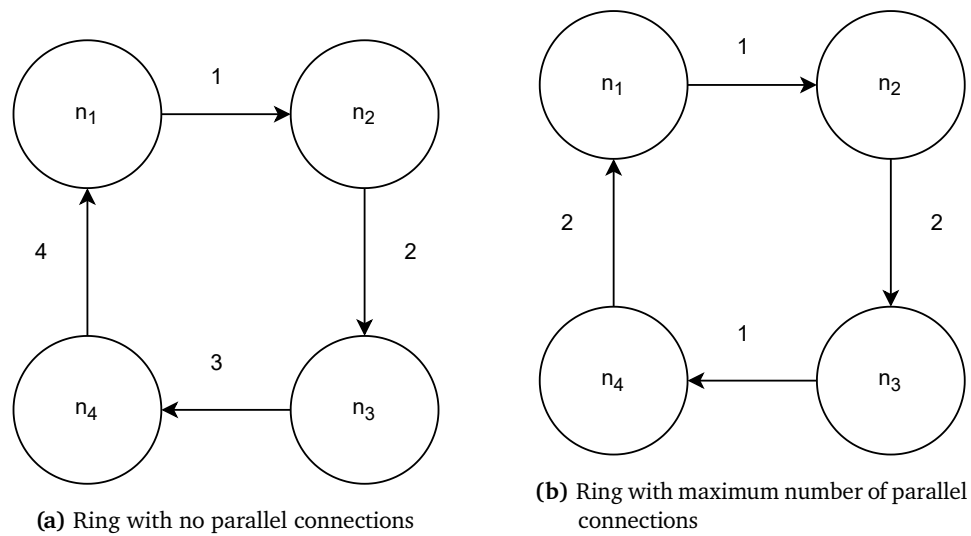 1
n1
n2
4
2
3
n4
n3
(a) Ring with no parallel connections
1
n1
n2
2
2
1
n4
n3
(b) Ring with maximum number of parallel
connections